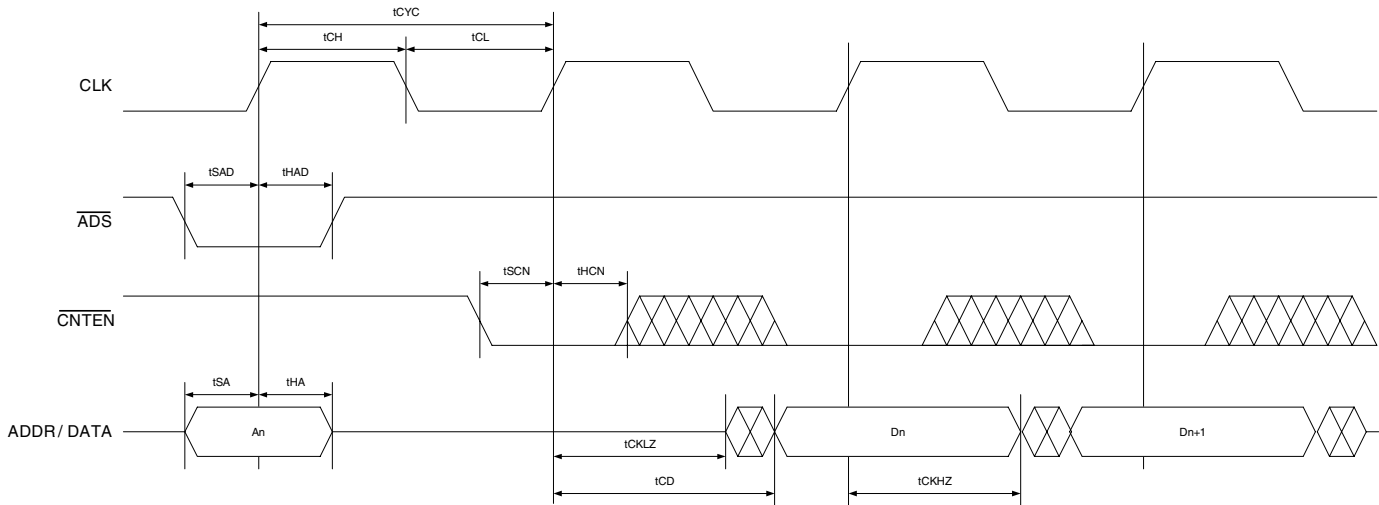 tCYC
tCH tCL
CLK
tSAD tHAD
ADS
tSCN tHCN
CNTEN
tSA tHA
ADDR/ DATA An Dn Dn+1
tCKLZ
tCD tCKHZ